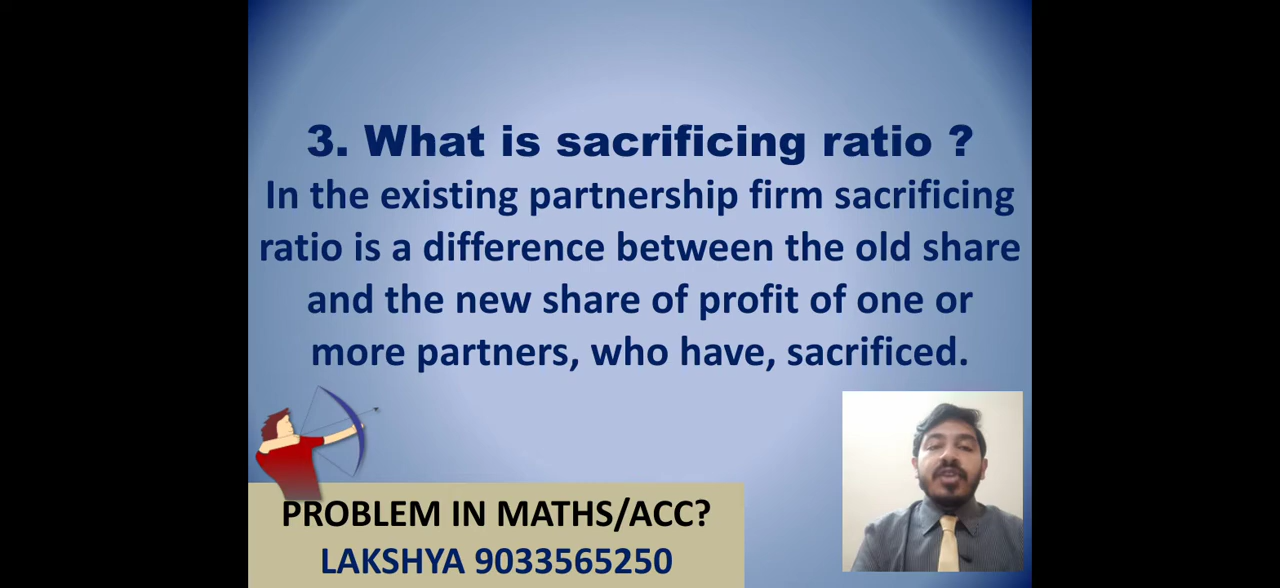 3. What is sacrificing ratio ?
In the existing partnership firm sacrificing
ratio is a difference between the old share
and the new share of profit of one or
more partners, who have, sacrificed.
PROBLEM IN MATHS/ACC?
LAKSHYA 9033565250